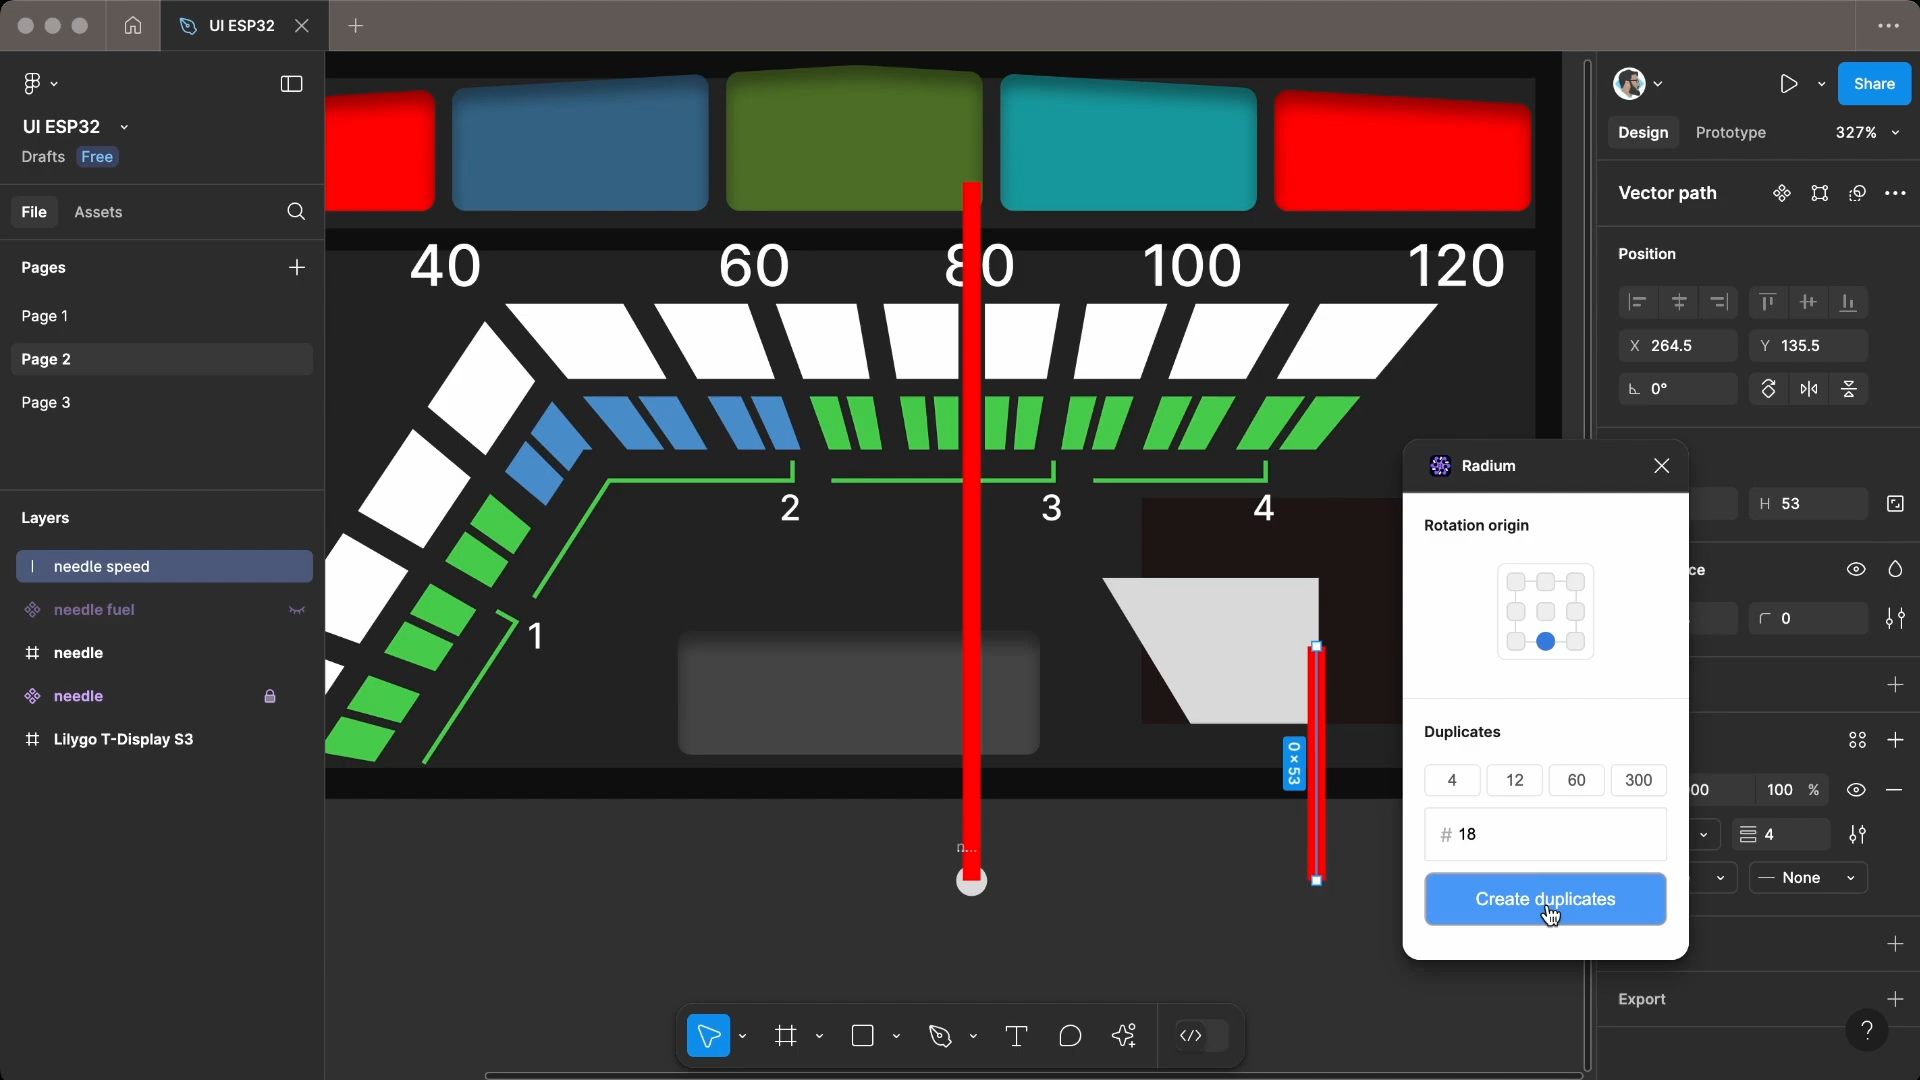 UI ESP32
UI ESP32
Drafts Free
File Assets
Pages
Page 1
Page 2
Page 3
Layers
needle speed
needle fuel
needle
needle
Lilygo T-Display S3
40 60 80 100 120
2 3 4
1
0 × 53
n...
Radium
Rotation origin
Duplicates
4 12 60 300
# 18
Create duplicates
Share
Design Prototype 327%
Vector path
Position
X 264.5 Y 135.5
0°
H 53
ce
0
00 100 %
4
None
Export
?